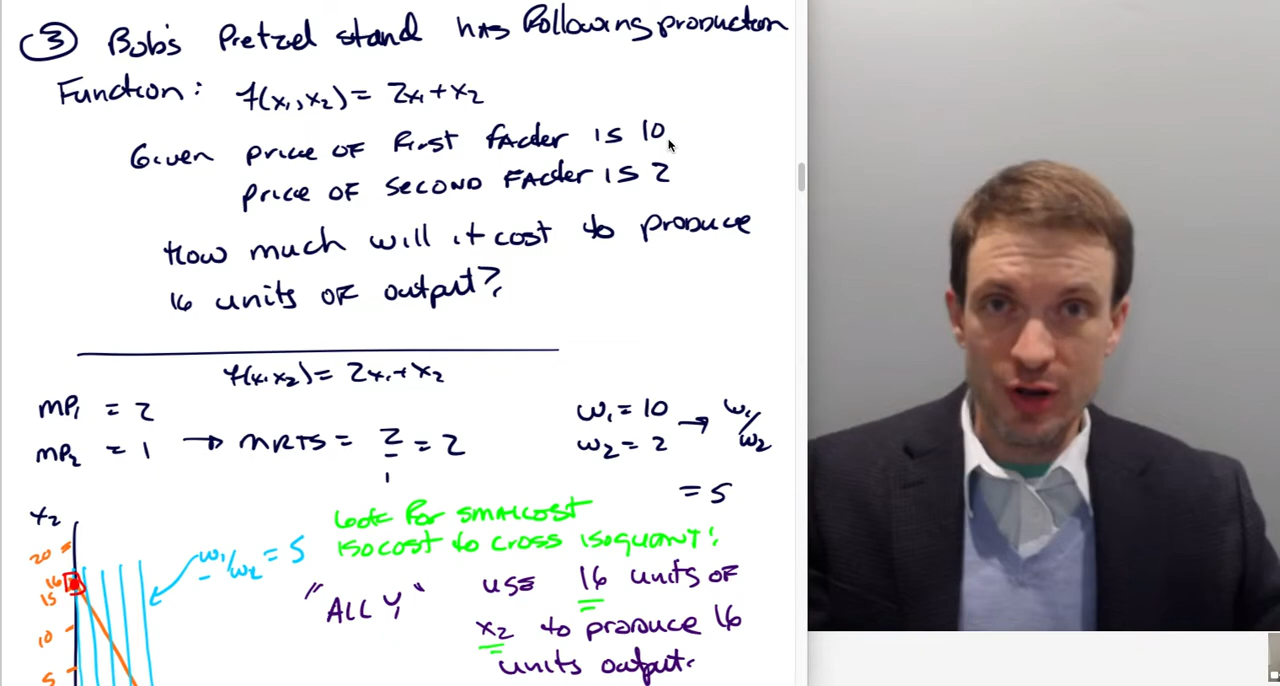 3 Bob's Pretzel stand has following production
Function: f(x₁,x₂) = 2x₁+x₂
Given price of first factor is 10
price of second factor is 2
How much will it cost to produce
16 units of output?
f(x₁,x₂) = 2x₁+x₂
MP₁ = 2
MP₂ = 1 → MRTS = 2/1 = 2
w₁ = 10
w₂ = 2 → w₁/w₂
= 5
x₂
20
16
15
10
5
w₁/w₂ = 5
look for smallest
isocost to cross isoquant!
"ALL Y,"
use 16 units of
x₂ to produce 16
units output.